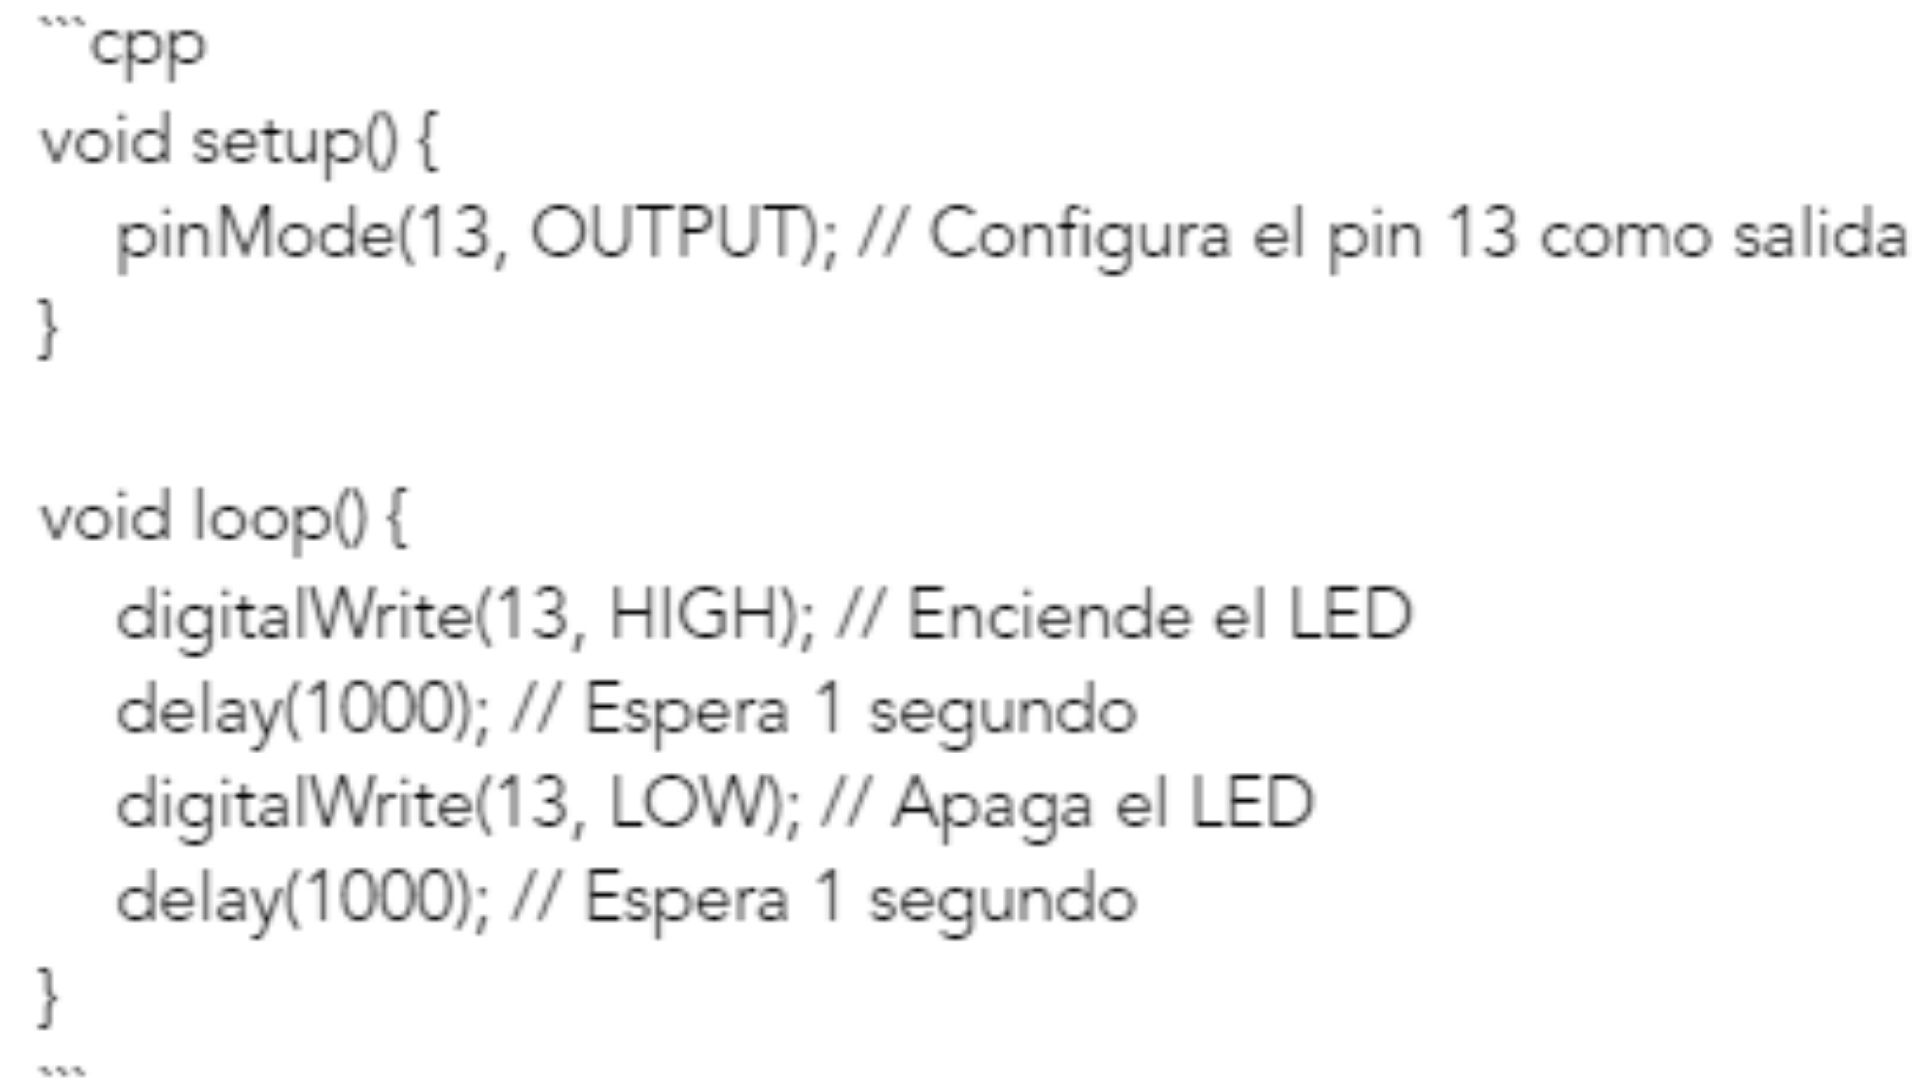 ```cpp
void setup() {
    pinMode(13, OUTPUT); // Configura el pin 13 como salida
}

void loop() {
    digitalWrite(13, HIGH); // Enciende el LED
    delay(1000); // Espera 1 segundo
    digitalWrite(13, LOW); // Apaga el LED
    delay(1000); // Espera 1 segundo
}
```